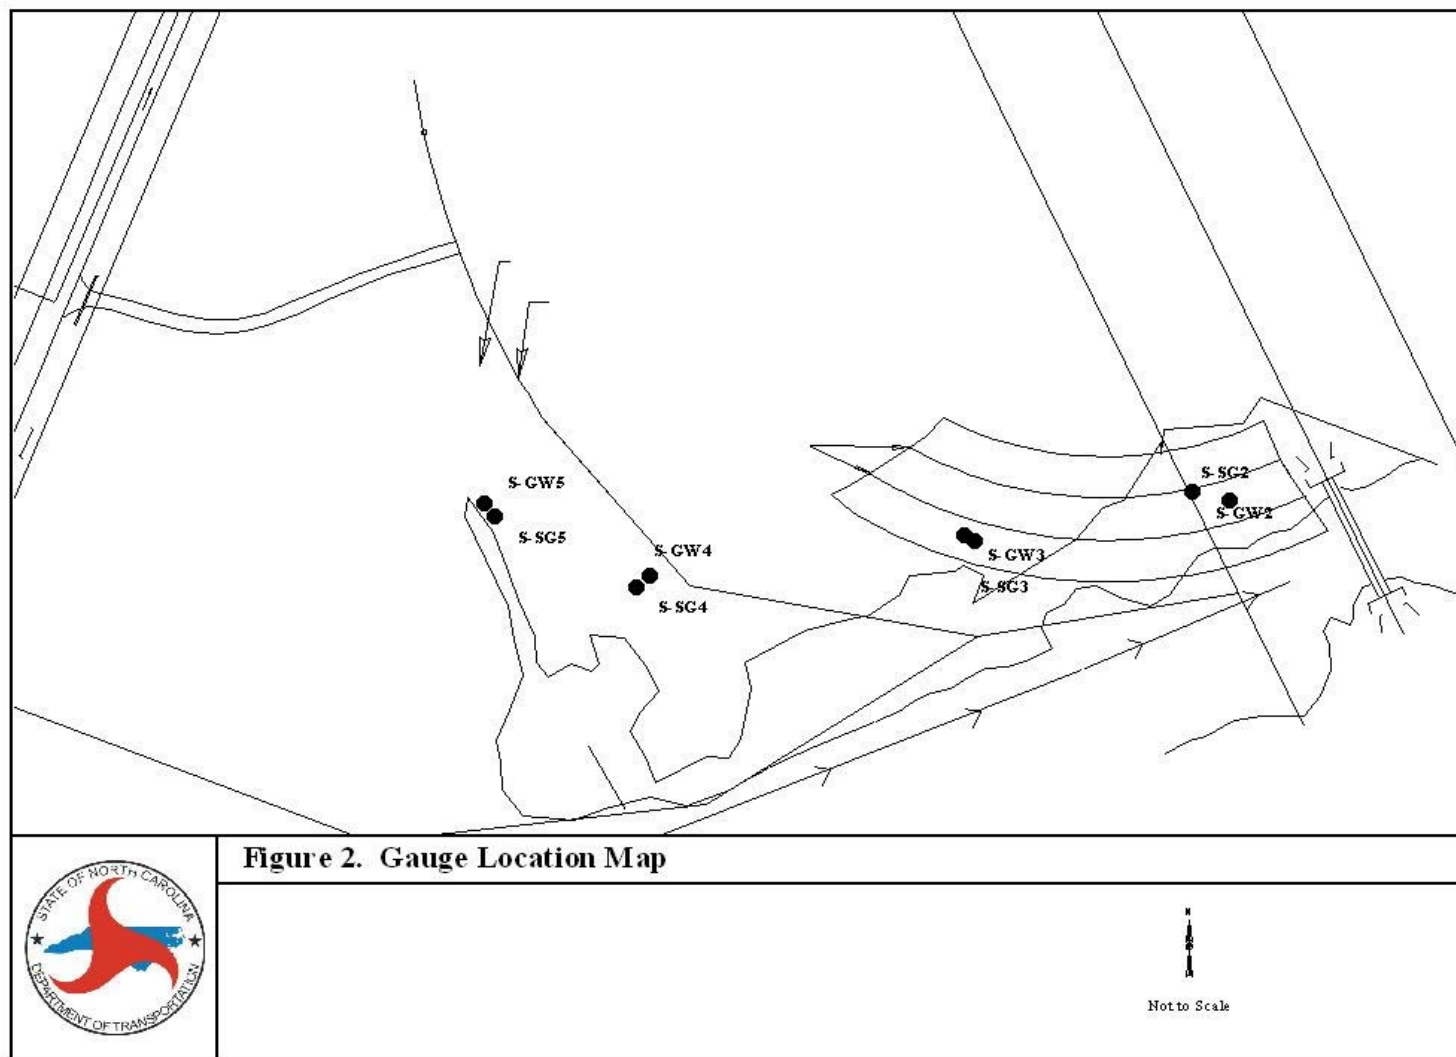 S-SG2
S-GW5
S-GW2
S-SG5
S-GW4
S-GW3
S-SG3
S-SG4
Figure 2. Gauge Location Map
STATE OF NORTH CAROLINA
DEPARTMENT OF TRANSPORTATION
N
Not to Scale